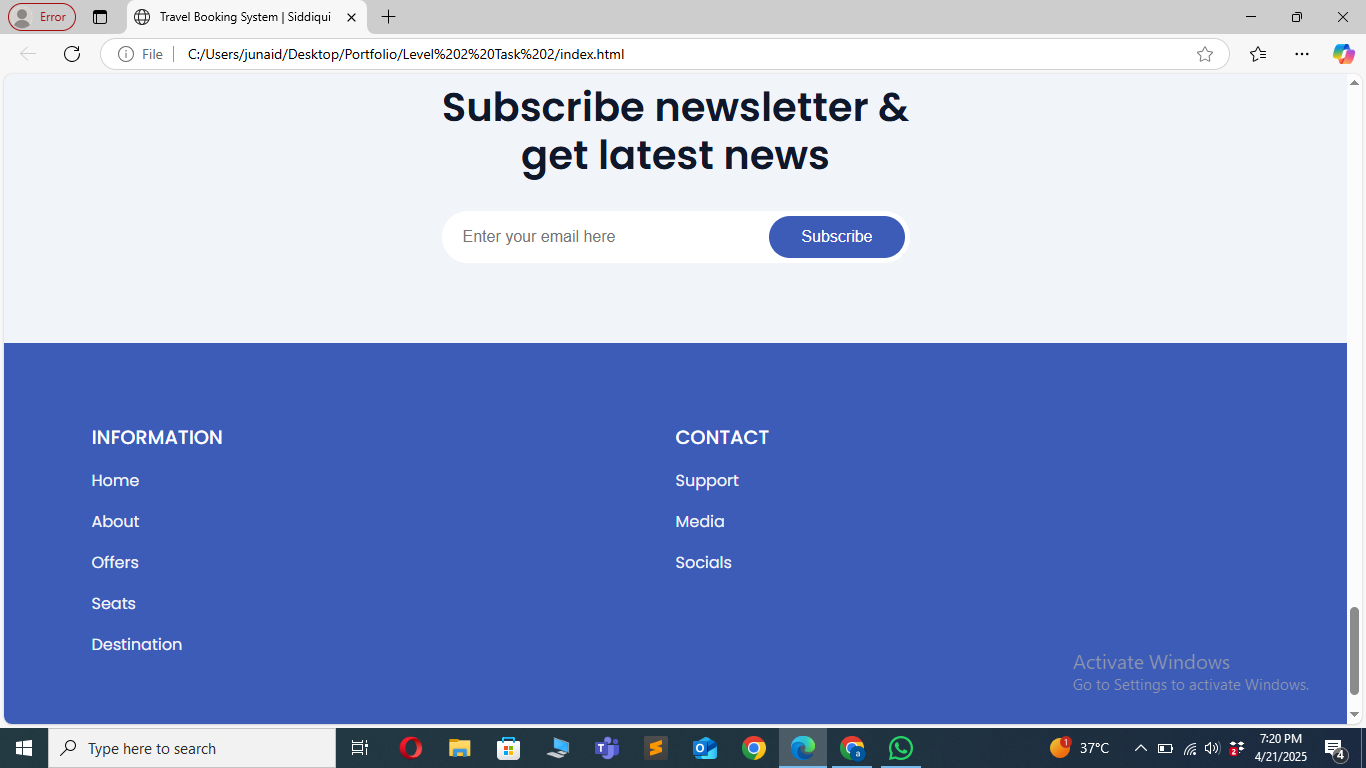 Error
Travel Booking System | Siddiqui
File
C:/Users/junaid/Desktop/Portfolio/Level%202%20Task%202/index.html
Subscribe newsletter &
get latest news
Enter your email here
Subscribe
INFORMATION
Home
About
Offers
Seats
Destination
CONTACT
Support
Media
Socials
Activate Windows
Go to Settings to activate Windows.
Type here to search
1
37°C
2
7:20 PM
4/21/2025
4